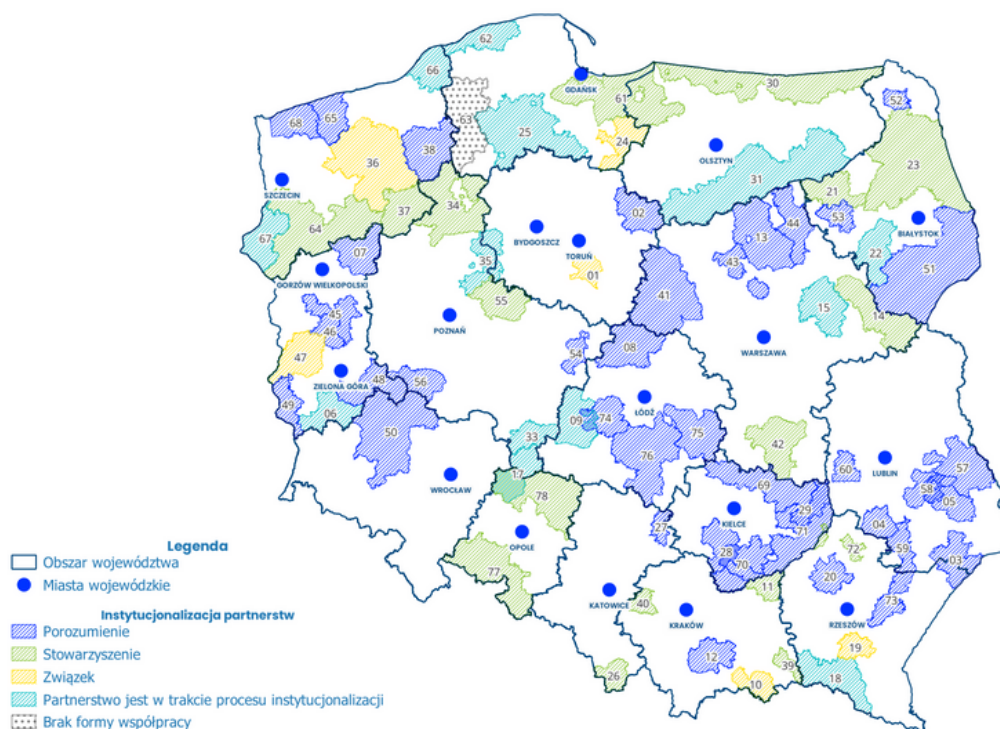 62
66
GDAŃSK
30
61
52
68
65
63
25
24
38
36
OLSZTYN
23
31
21
SZCZECIN
37
34
02
53
BIAŁYSTOK
64
67
BYDGOSZCZ
TORUŃ
13
44
22
07
35
01
43
51
GORZÓW WIELKOPOLSKI
41
55
15
14
45
46
POZNAŃ
WARSZAWA
47
54
08
ZIELONA GÓRA
48
56
49
06
09
74
ŁÓDŹ
50
33
75
42
76
LUBLIN
60
57
WROCŁAW
17
78
69
58
05
KIELCE
29
71
27
04
OPOLE
28
70
72
59
03
77
20
11
KATOWICE
40
KRAKÓW
73
RZESZÓW
19
12
39
26
10
18
Legenda
Obszar województwa
Miasta wojewódzkie
Instytucjonalizacja partnerstw
Porozumienie
Stowarzyszenie
Związek
Partnerstwo jest w trakcie procesu instytucjonalizacji
Brak formy współpracy